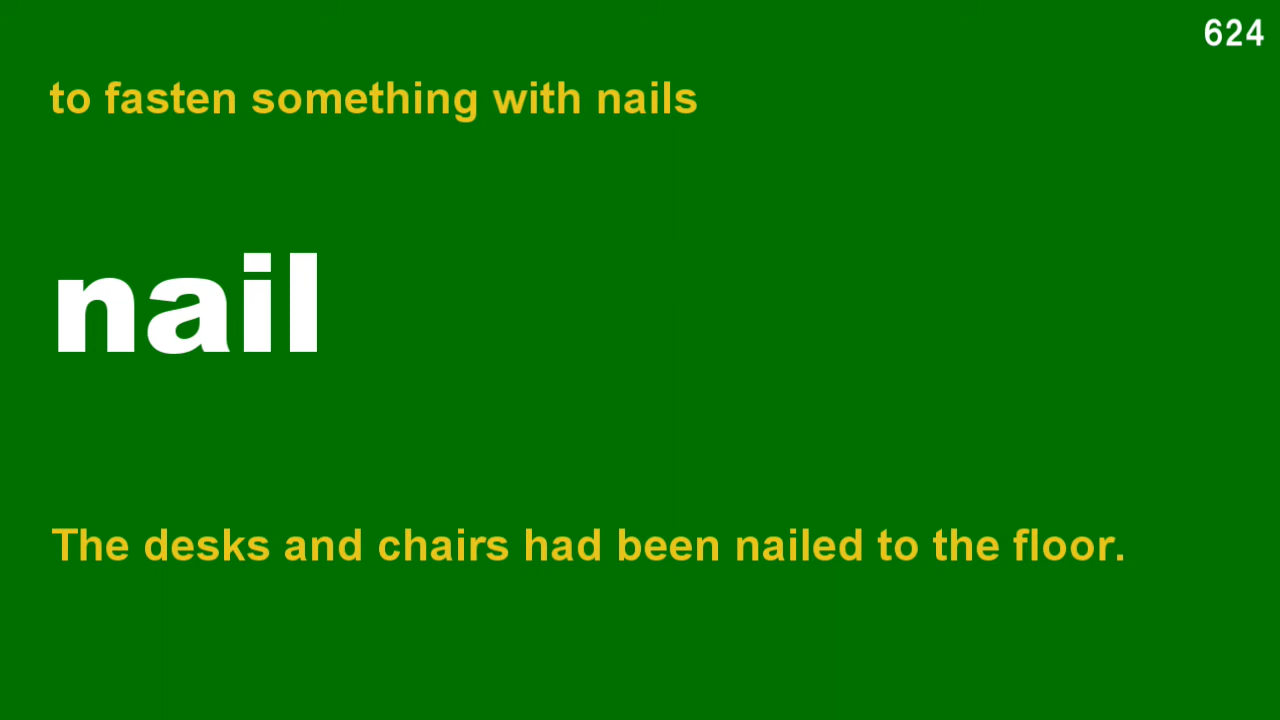 624
to fasten something with nails
nail
The desks and chairs had been nailed to the floor.